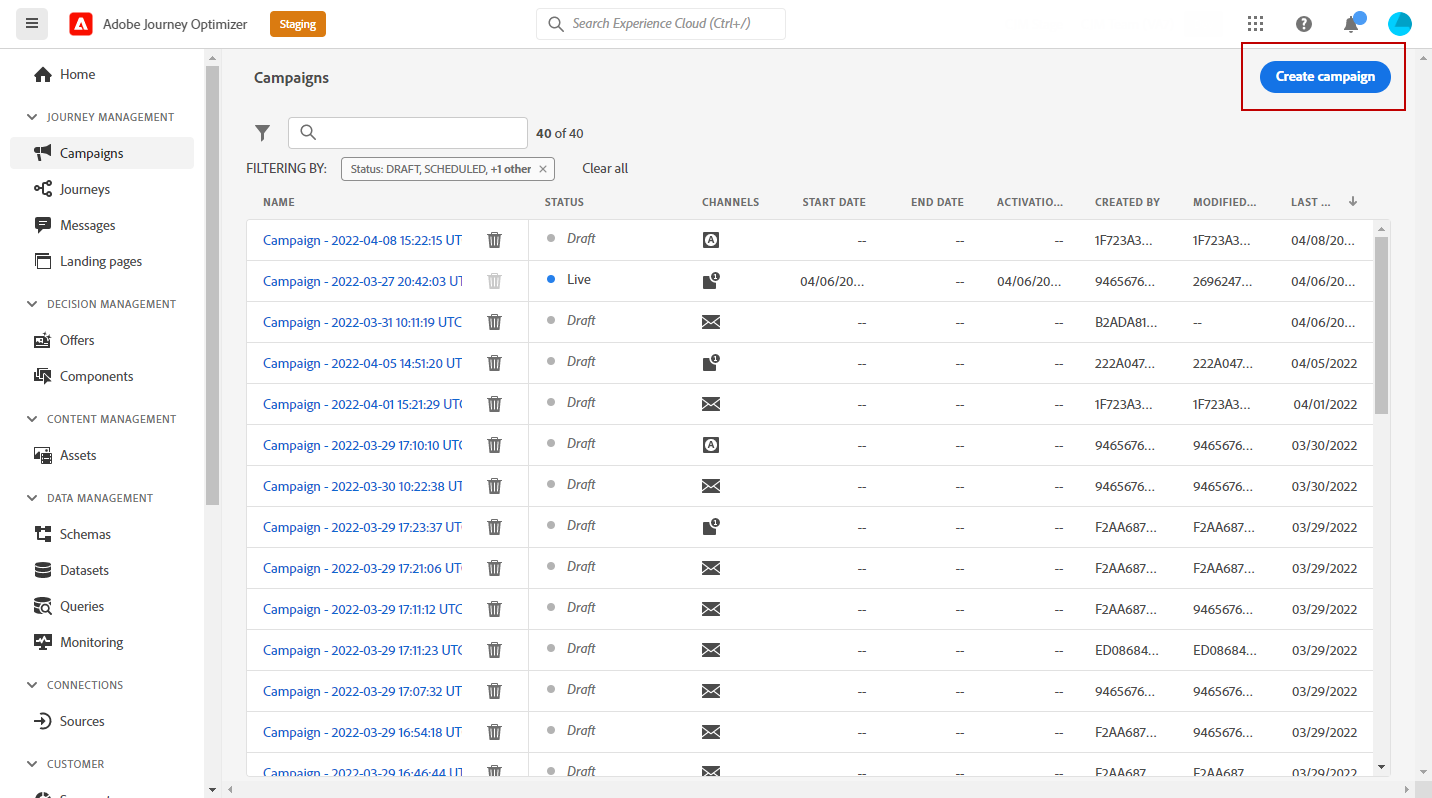 Adobe Journey Optimizer Staging Search Experience Cloud (Ctrl+/)
Home
JOURNEY MANAGEMENT
Campaigns
Journeys
Messages
Landing pages
DECISION MANAGEMENT
Offers
Components
CONTENT MANAGEMENT
Assets
DATA MANAGEMENT
Schemas
Datasets
Queries
Monitoring
CONNECTIONS
Sources
CUSTOMER
Campaigns
Create campaign
40 of 40
FILTERING BY: Status: DRAFT, SCHEDULED, +1 other Clear all
NAME STATUS CHANNELS START DATE END DATE ACTIVATIO... CREATED BY MODIFIED... LAST ...
Campaign - 2022-04-08 15:22:15 UT Draft -- -- -- 1F723A3... 1F723A3... 04/08/20...
Campaign - 2022-03-27 20:42:03 UT Live 04/06/20... -- 04/06/20... 9465676... 2696247... 04/06/20...
Campaign - 2022-03-31 10:11:19 UTC Draft -- -- -- B2ADA81... -- 04/06/20...
Campaign - 2022-04-05 14:51:20 UT Draft -- -- -- 222A047... 222A047... 04/05/2022
Campaign - 2022-04-01 15:21:29 UTC Draft -- -- -- 1F723A3... 1F723A3... 04/01/2022
Campaign - 2022-03-29 17:10:10 UTC Draft -- -- -- 9465676... 9465676... 03/30/2022
Campaign - 2022-03-30 10:22:38 UT Draft -- -- -- 9465676... 9465676... 03/30/2022
Campaign - 2022-03-29 17:23:37 UTC Draft -- -- -- F2AA687... F2AA687... 03/29/2022
Campaign - 2022-03-29 17:21:06 UTC Draft -- -- -- F2AA687... F2AA687... 03/29/2022
Campaign - 2022-03-29 17:11:12 UTC Draft -- -- -- F2AA687... 9465676... 03/29/2022
Campaign - 2022-03-29 17:11:23 UTC Draft -- -- -- ED08684... ED08684... 03/29/2022
Campaign - 2022-03-29 17:07:32 UT Draft -- -- -- 9465676... 9465676... 03/29/2022
Campaign - 2022-03-29 16:54:18 UT Draft -- -- -- F2AA687... 9465676... 03/29/2022
Campaign - 2022-03-29 16:46:44 UT Draft -- -- -- F2AA687... F2AA687... 03/29/2022